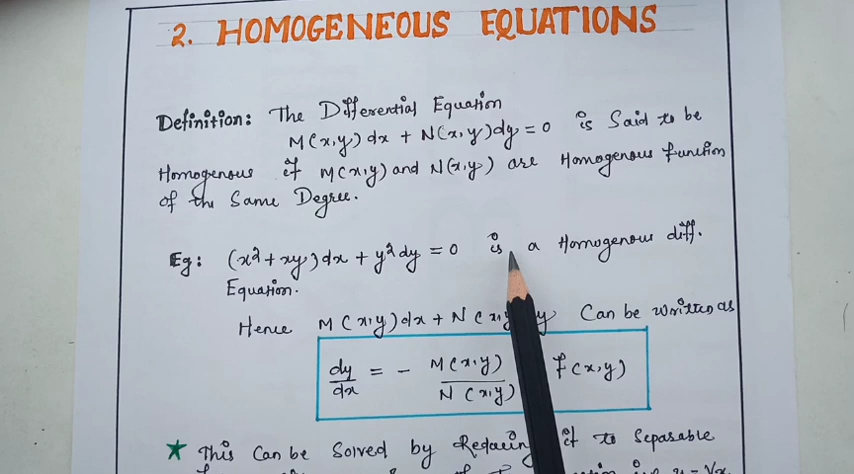 2. HOMOGENEOUS EQUATIONS
Definition: The Differential Equation
M(x,y)dx + N(x,y)dy = 0 is Said to be
Homogenous if M(x,y) and N(x,y) are Homogenous function
of the Same Degree.
Eg: (x²+xy)dx + y²dy = 0 is a Homogenous diff.
Equation.
Hence M(x,y)dx + N(x,y)dy Can be written as
dy/dx = - M(x,y)/N(x,y) f(x,y)
★ This Can be Solved by Reducing it to Separable